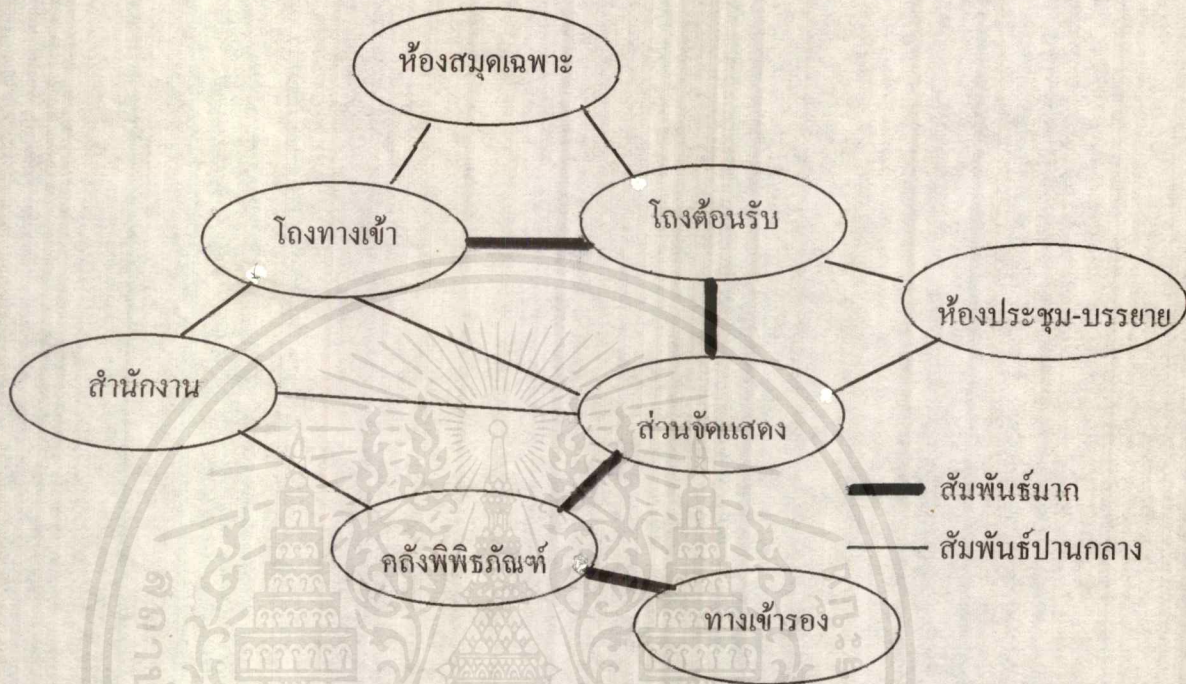 ห้องสมุดเฉพาะ
โถงทางเข้า
โถงต้อนรับ
ห้องประชุม-บรรยาย
สำนักงาน
ส่วนจัดแสดง
สัมพันธ์มาก
สัมพันธ์ปานกลาง
คลังพิพิธภัณฑ์
ทางเข้ารอง